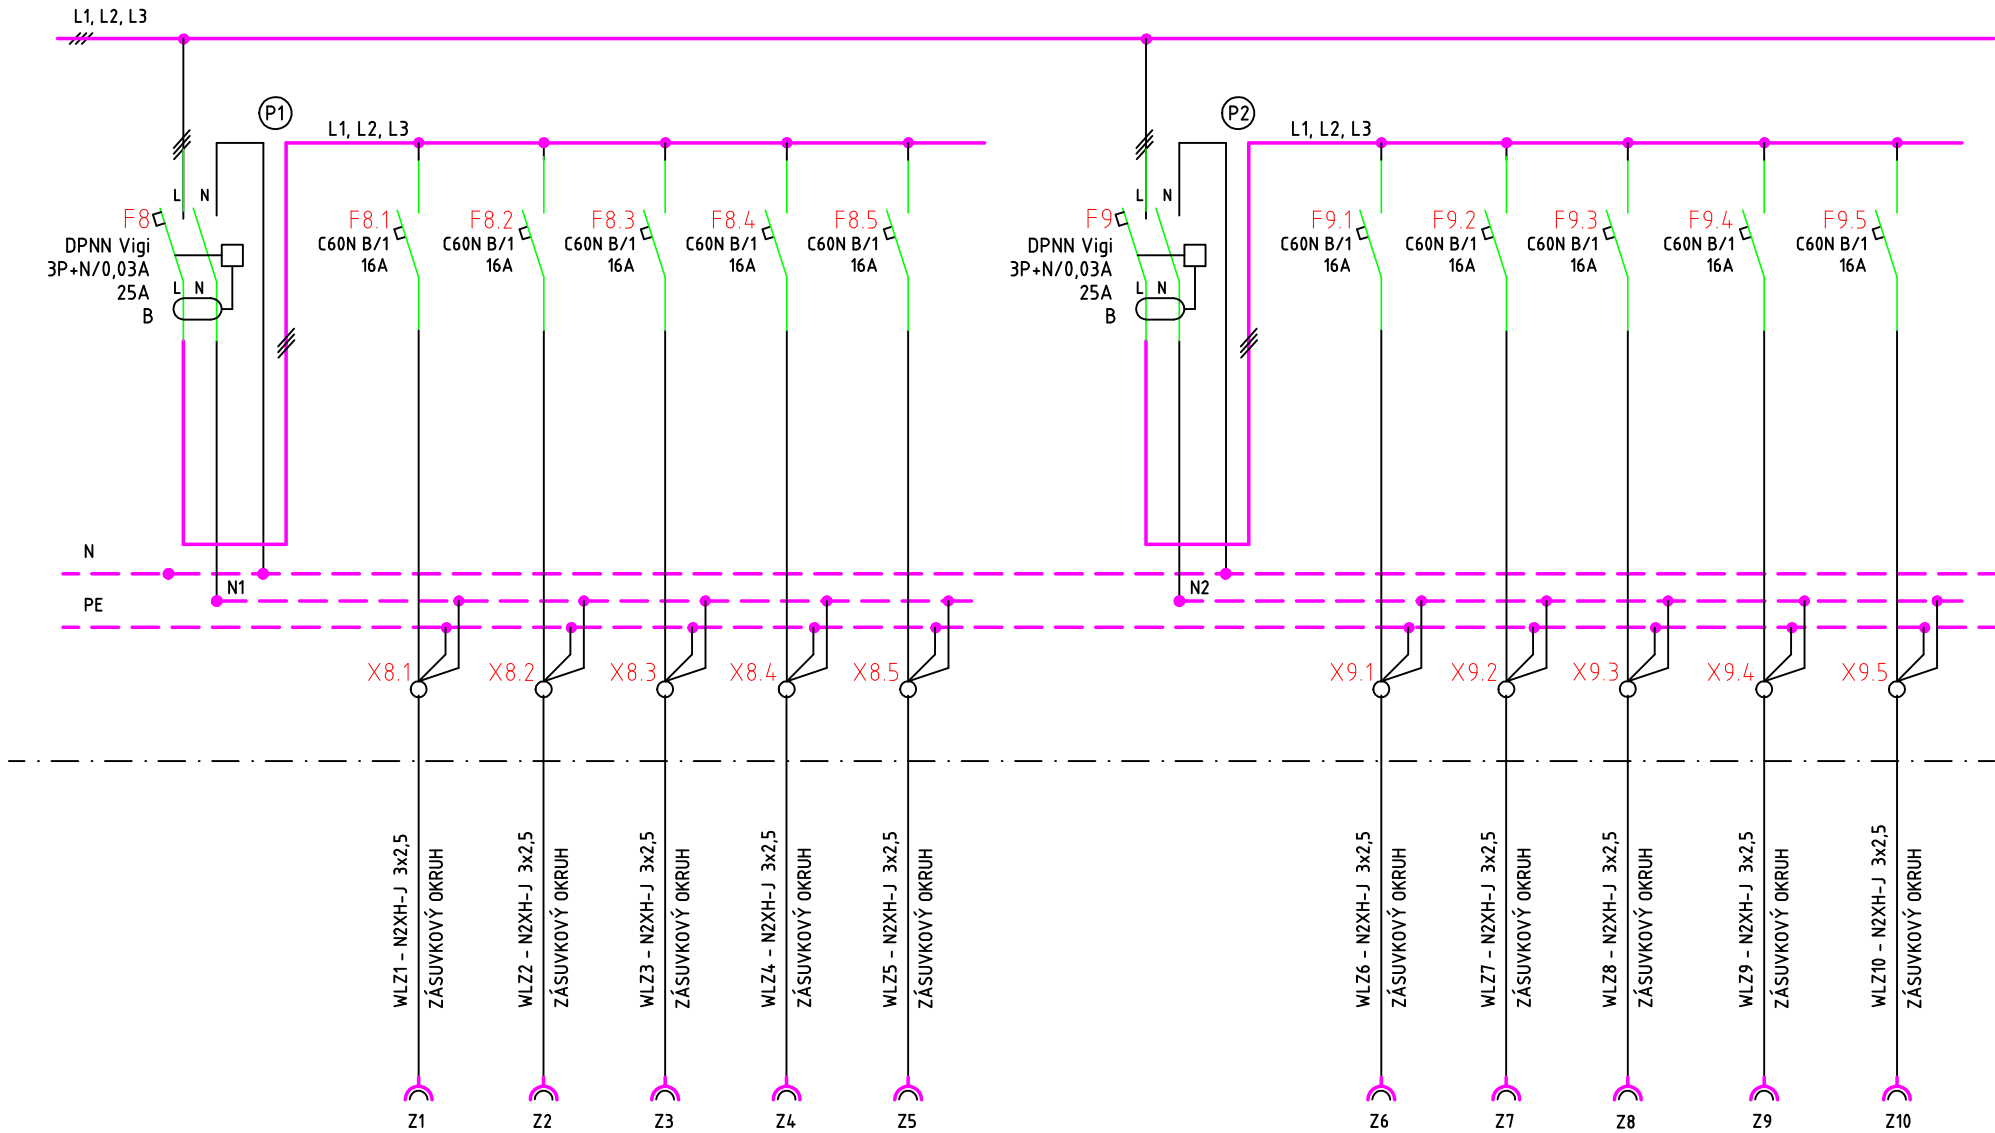 L1, L2, L3
P1
L1, L2, L3
L N
F8
DPNN Vigi
3P+N/0,03A
25A
B
L N
F8.1
C60N B/1
16A
F8.2
C60N B/1
16A
F8.3
C60N B/1
16A
F8.4
C60N B/1
16A
F8.5
C60N B/1
16A
P2
L1, L2, L3
L N
F9
DPNN Vigi
3P+N/0,03A
25A
B
L N
F9.1
C60N B/1
16A
F9.2
C60N B/1
16A
F9.3
C60N B/1
16A
F9.4
C60N B/1
16A
F9.5
C60N B/1
16A
N
N1
N2
PE
X8.1
X8.2
X8.3
X8.4
X8.5
X9.1
X9.2
X9.3
X9.4
X9.5
WLZ1 - N2XH-J 3x2,5
ZÁSUVKOVÝ OKRUH
WLZ2 - N2XH-J 3x2,5
ZÁSUVKOVÝ OKRUH
WLZ3 - N2XH-J 3x2,5
ZÁSUVKOVÝ OKRUH
WLZ4 - N2XH-J 3x2,5
ZÁSUVKOVÝ OKRUH
WLZ5 - N2XH-J 3x2,5
ZÁSUVKOVÝ OKRUH
WLZ6 - N2XH-J 3x2,5
ZÁSUVKOVÝ OKRUH
WLZ7 - N2XH-J 3x2,5
ZÁSUVKOVÝ OKRUH
WLZ8 - N2XH-J 3x2,5
ZÁSUVKOVÝ OKRUH
WLZ9 - N2XH-J 3x2,5
ZÁSUVKOVÝ OKRUH
WLZ10 - N2XH-J 3x2,5
ZÁSUVKOVÝ OKRUH
Z1
Z2
Z3
Z4
Z5
Z6
Z7
Z8
Z9
Z10